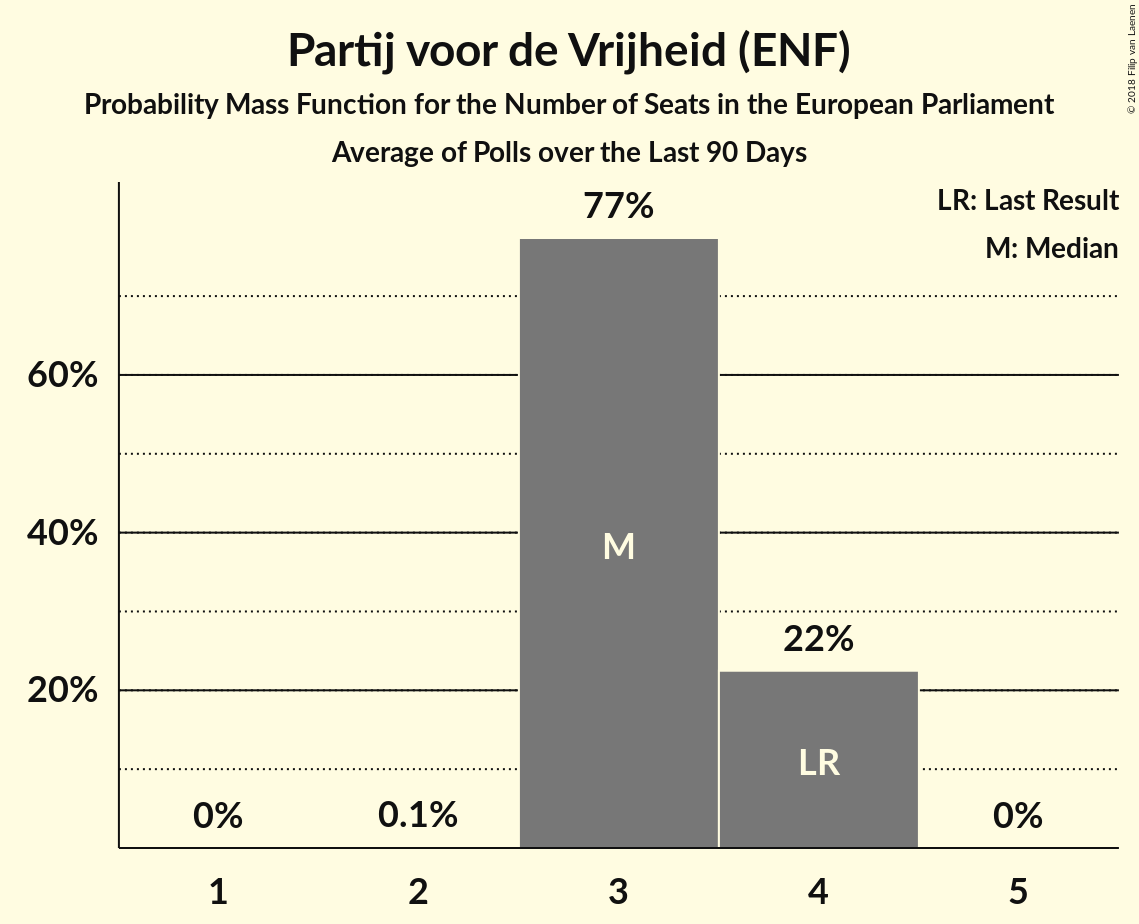 Partij voor de Vrijheid (ENF)
Probability Mass Function for the Number of Seats in the European Parliament
Average of Polls over the Last 90 Days
© 2018 Filip van Laenen
LR: Last Result
M: Median
77%
60%
40%
20%
M
22%
LR
0%
0.1%
0%
1
2
3
4
5